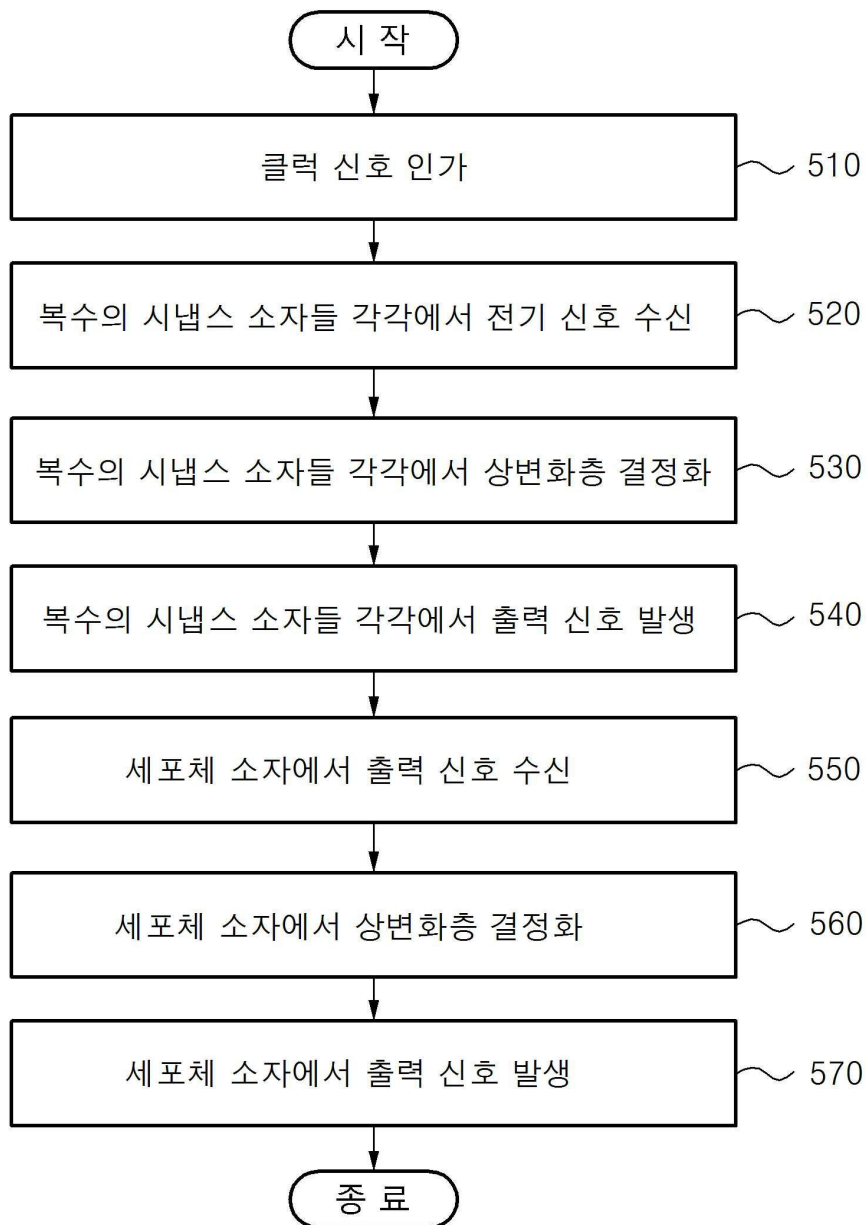 시 작
클럭 신호 인가
510
복수의 시냅스 소자들 각각에서 전기 신호 수신
520
복수의 시냅스 소자들 각각에서 상변화층 결정화
530
복수의 시냅스 소자들 각각에서 출력 신호 발생
540
세포체 소자에서 출력 신호 수신
550
세포체 소자에서 상변화층 결정화
560
세포체 소자에서 출력 신호 발생
570
종 료